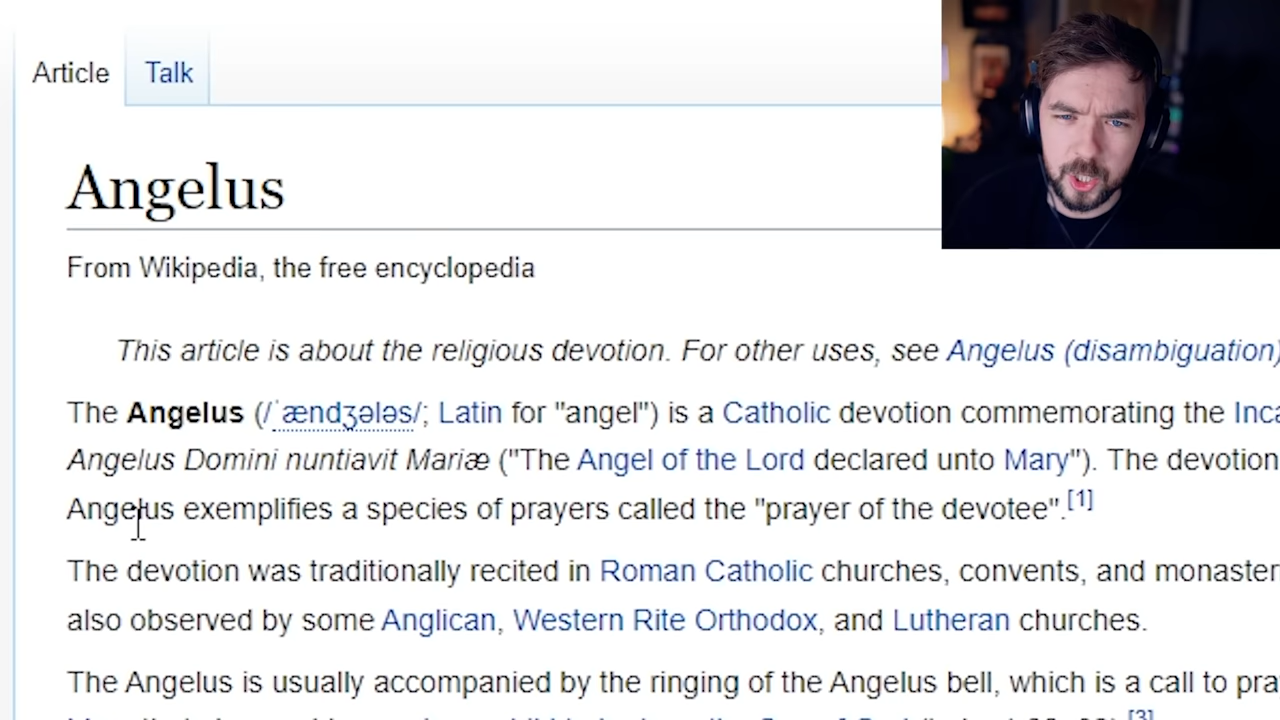 Article Talk
Angelus
From Wikipedia, the free encyclopedia
This article is about the religious devotion. For other uses, see Angelus (disambiguation)
The Angelus (/ˈændʒələs/; Latin for "angel") is a Catholic devotion commemorating the
Angelus Domini nuntiavit Mariæ ("The Angel of the Lord declared unto Mary"). The devotion
Angelus exemplifies a species of prayers called the "prayer of the devotee".[1]
The devotion was traditionally recited in Roman Catholic churches, convents, and
also observed by some Anglican, Western Rite Orthodox, and Lutheran churches.
The Angelus is usually accompanied by the ringing of the Angelus bell, which is a call to
[3]